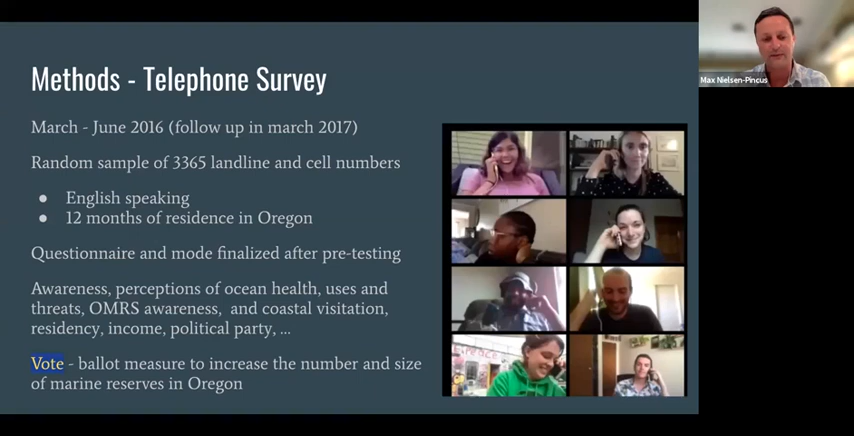 Methods - Telephone Survey
March - June 2016 (follow up in march 2017)
Random sample of 3365 landline and cell numbers
● English speaking
● 12 months of residence in Oregon
Questionnaire and mode finalized after pre-testing
Awareness, perceptions of ocean health, uses and
threats, OMRS awareness, and coastal visitation,
residency, income, political party, ...
Vote - ballot measure to increase the number and size
of marine reserves in Oregon
Peace
Max Nielsen-Pincus